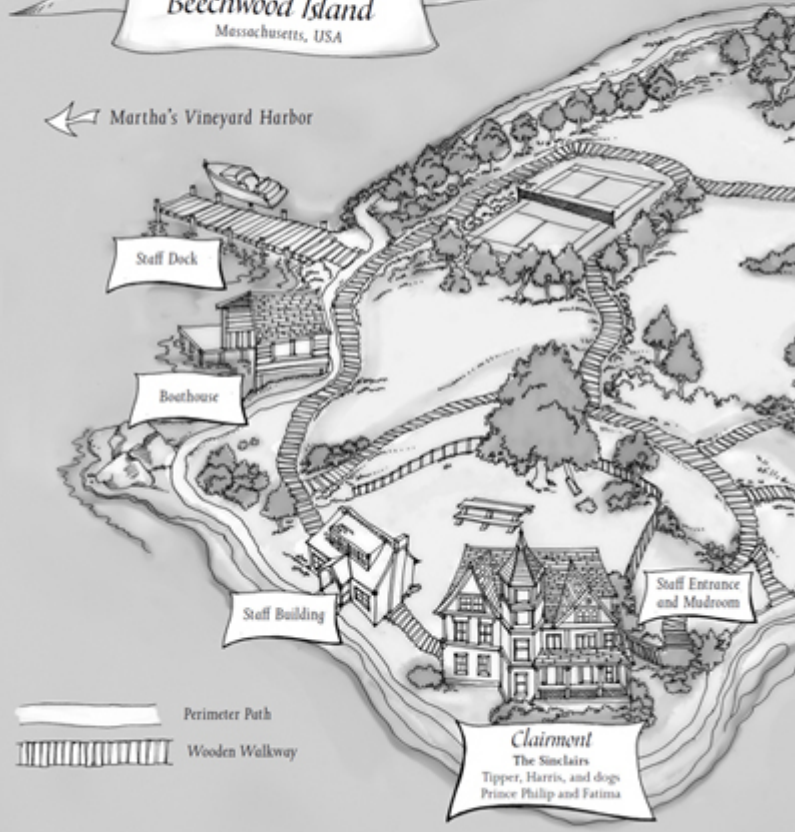 Beechwood Island
Massachusetts, USA
Martha's Vineyard Harbor
Staff Dock
Boathouse
Staff Entrance
and Mudroom
Staff Building
Perimeter Path
Wooden Walkway
Clairmont
The Sinclairs
Tipper, Harris, and dogs
Prince Philip and Fatima